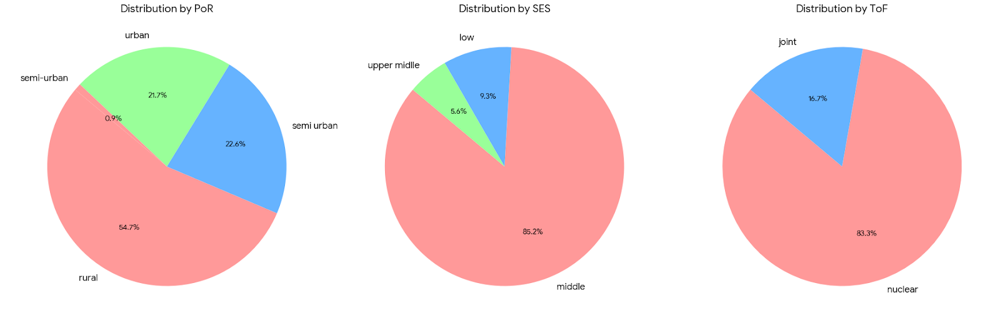 Distribution by PoR
urban
semi-urban
21.7%
0.9%
semi urban
22.6%
54.7%
rural
Distribution by SES
low
upper midlle
9.3%
5.6%
85.2%
middle
Distribution by ToF
joint
16.7%
83.3%
nuclear